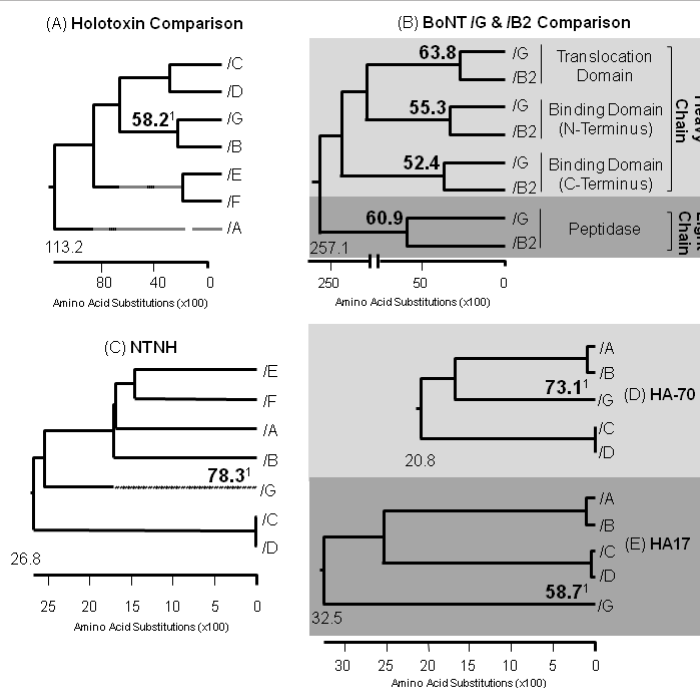 (A) Holotoxin Comparison
/C
/D
58.2¹
/G
/B
/E
/F
/A
113.2
80 40 0
Amino Acid Substitutions (x100)
(B) BoNT /G & /B2 Comparison
63.8
/G
/B2
Translocation
Domain
55.3
/G
/B2
Binding Domain
(N-Terminus)
52.4
/G
/B2
Binding Domain
(C-Terminus)
Chain
60.9
/G
/B2
Peptidase
Chain
257.1
250 50 0
Amino Acid Substitutions (x100)
(C) NTNH
/E
/F
/A
/B
78.3¹
/G
/C
/D
26.8
25 20 15 10 5 0
Amino Acid Substitutions (x100)
/A
/B
73.1¹
/G
(D) HA-70
/C
/D
20.8
/A
/B
/C
(E) HA17
/D
58.7¹
/G
32.5
30 25 20 15 10 5 0
Amino Acid Substitutions (x100)